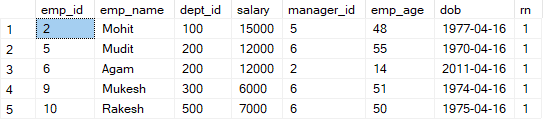 emp_id emp_name dept_id salary manager_id emp_age dob rn
1 2 Mohit 100 15000 5 48 1977-04-16 1
2 5 Mudit 200 12000 6 55 1970-04-16 1
3 6 Agam 200 12000 2 14 2011-04-16 1
4 9 Mukesh 300 6000 6 51 1974-04-16 1
5 10 Rakesh 500 7000 6 50 1975-04-16 1